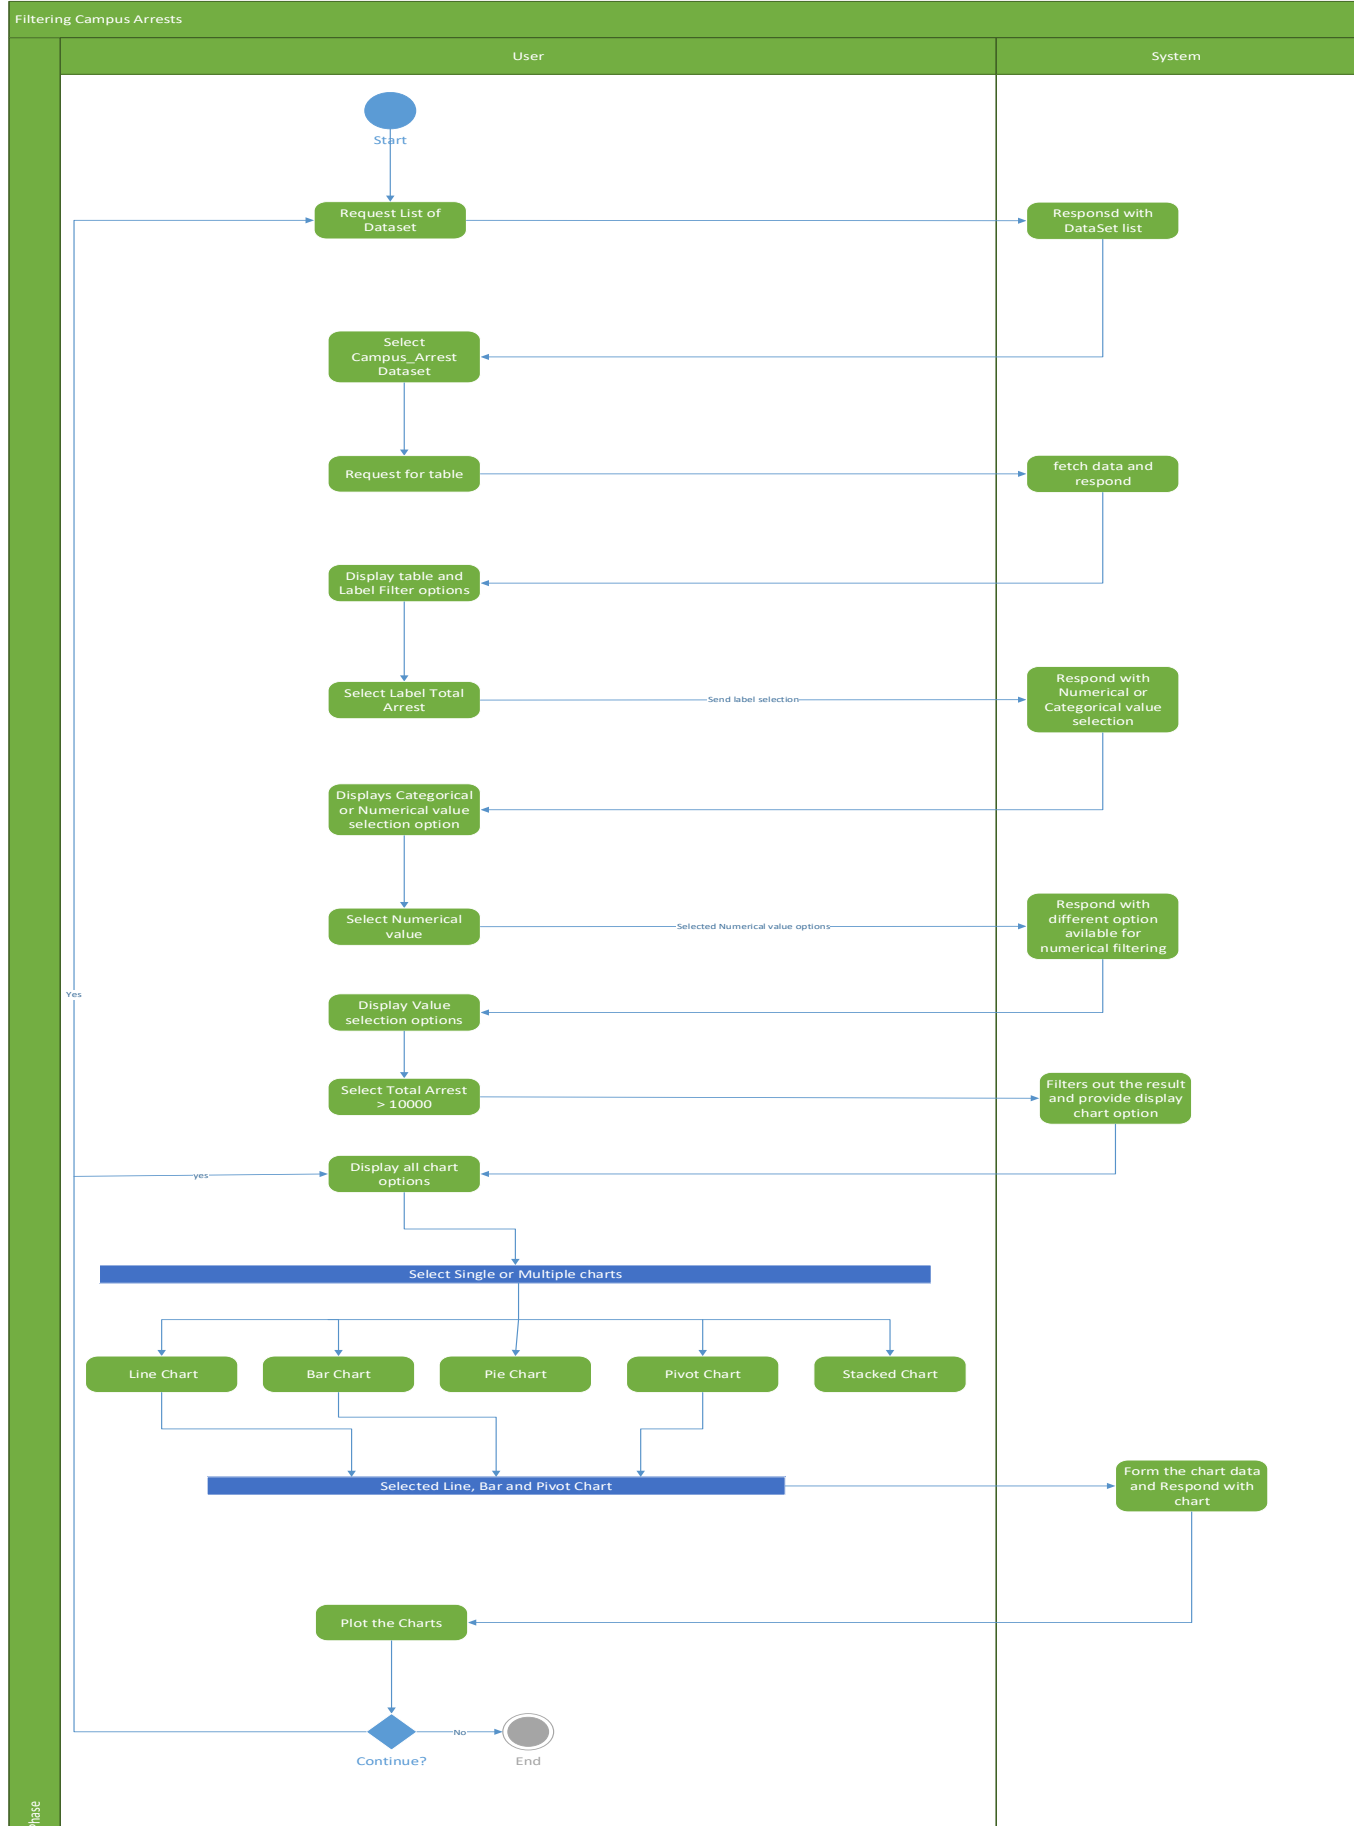 Filtering Campus Arrests
User
System
Start
Request List of
Dataset
Responsd with
DataSet list
Select
Campus_Arrest
Dataset
Request for table
fetch data and
respond
Display table and
Label Filter options
Select Label Total
Arrest
Send label selection
Respond with
Numerical or
Categorical value
selection
Displays Categorical
or Numerical value
selection option
Select Numerical
value
Selected Numerical value options
Respond with
different option
avilable for
numerical filtering
Yes
Display Value
selection options
Select Total Arrest
> 10000
Filters out the result
and provide display
chart option
yes
Display all chart
options
Select Single or Multiple charts
Line Chart
Bar Chart
Pie Chart
Pivot Chart
Stacked Chart
Selected Line, Bar and Pivot Chart
Form the chart data
and Respond with
chart
Plot the Charts
No
Continue?
End
Phase